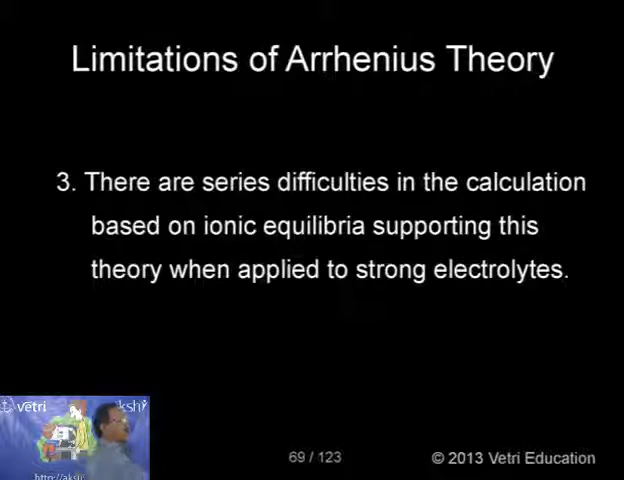 Limitations of Arrhenius Theory
3. There are series difficulties in the calculation
based on ionic equilibria supporting this
theory when applied to strong electrolytes.
vetri
kshi
69 / 123
© 2013 Vetri Education